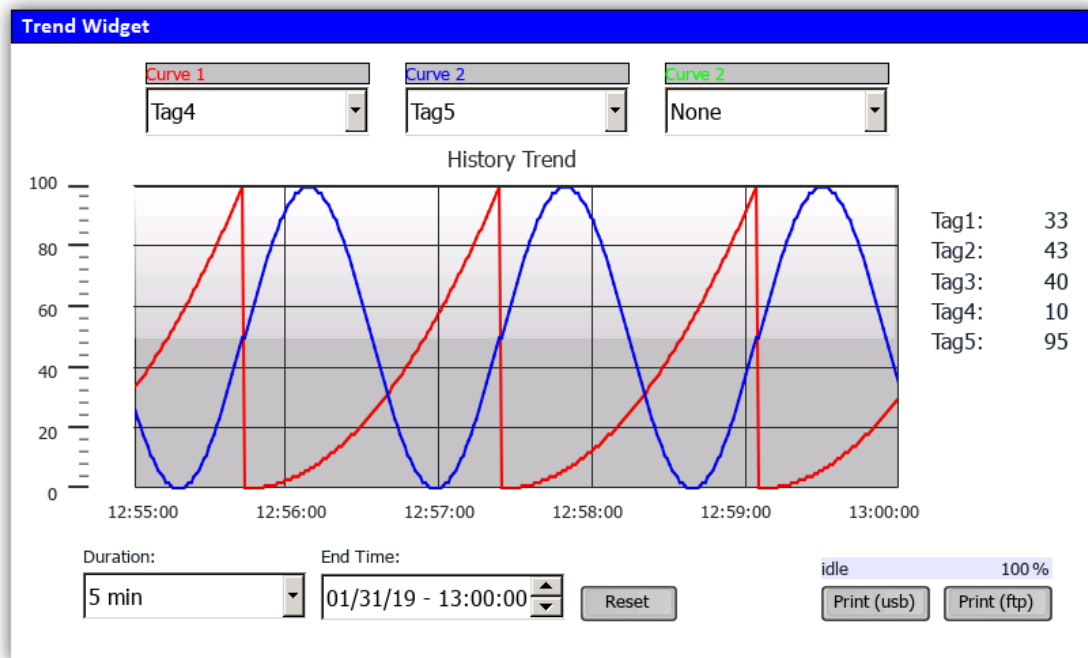 Trend Widget
Curve 1 Curve 2 Curve 2
Tag4 Tag5 None
History Trend
100
80
60
40
20
0
Tag1: 33
Tag2: 43
Tag3: 40
Tag4: 10
Tag5: 95
12:55:00 12:56:00 12:57:00 12:58:00 12:59:00 13:00:00
Duration: End Time:
idle 100 %
5 min 01/31/19 - 13:00:00 Reset Print (usb) Print (ftp)